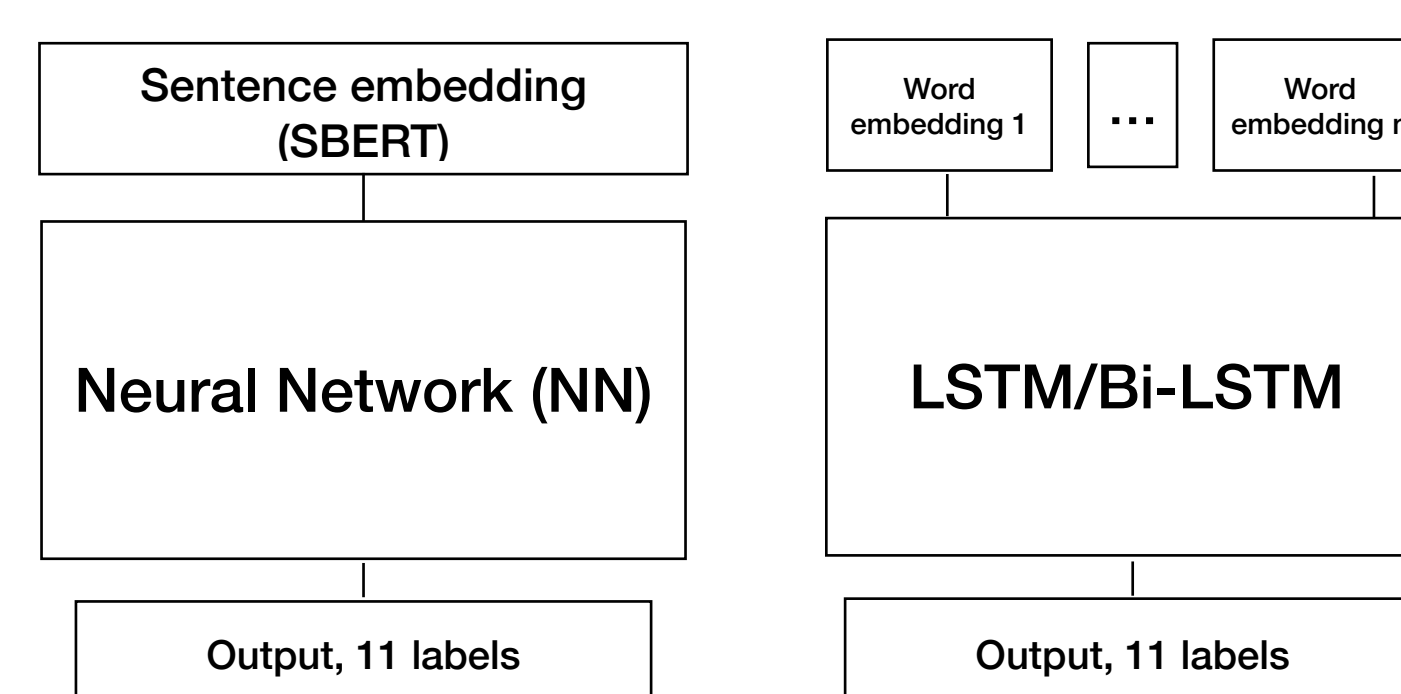 Sentence embedding
(SBERT)
Neural Network (NN)
Output, 11 labels
Word
embedding 1
...
Word
embedding
LSTM/Bi-LSTM
Output, 11 labels